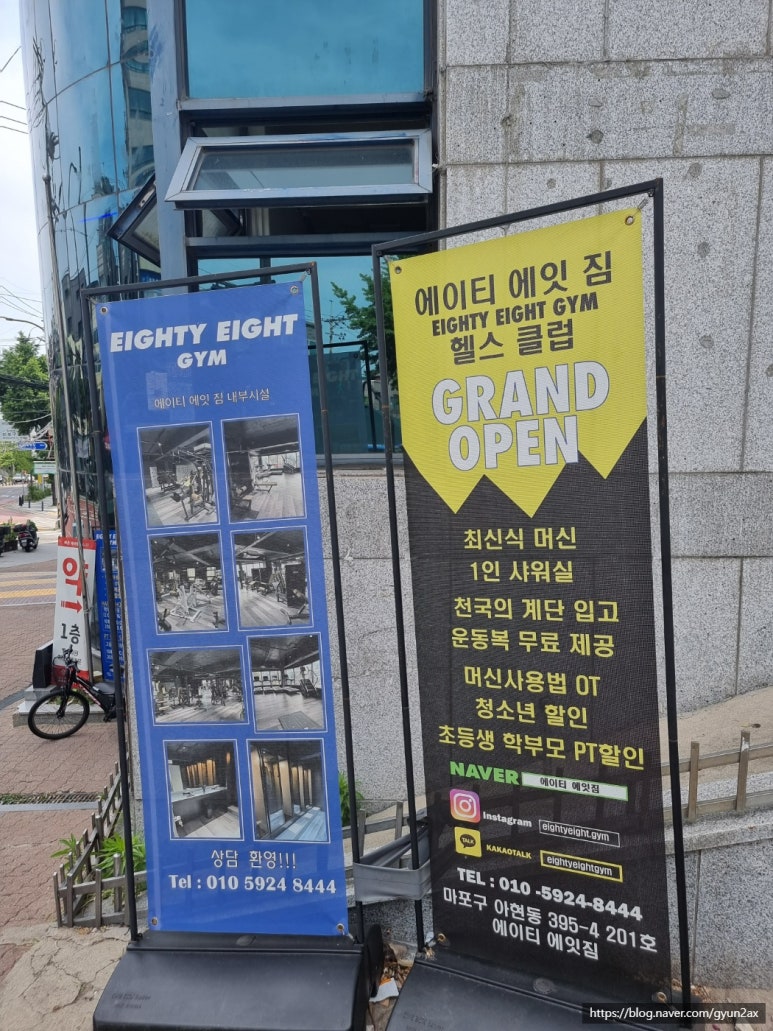 EIGHTY EIGHT
GYM
에이티 에잇 짐 내부시설
상담 환영!!!
Tel : 010 5924 8444
에이티 에잇 짐
EIGHTY EIGHT GYM
헬스 클럽
GRAND
OPEN
최신식 머신
1인 샤워실
천국의 계단 입고
운동복 무료 제공
머신사용법 OT
청소년 할인
초등생 학부모 PT할인
NAVER 에이티 에잇짐
Instagram eightyeight.gym
TALK KAKAOTALK eightyeightgym
TEL : 010 -5924-8444
마포구 아현동 395-4 201호
에이티 에잇짐
약
1층
https://blog.naver.com/gyun2ax